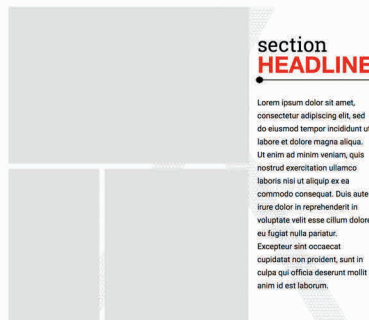 section
HEADLINE
Lorem ipsum dolor sit amet,
consectetur adipiscing elit, sed
do eiusmod tempor incididunt ut
labore et dolore magna aliqua.
Ut enim ad minim veniam, quis
nostrud exercitation ullamco
laboris nisi ut aliquip ex ea
commodo consequat. Duis aute
irure dolor in reprehenderit in
voluptate velit esse cillum dolore
eu fugiat nulla pariatur.
Excepteur sint occaecat
cupidatat non proident, sunt in
culpa qui officia deserunt mollit
anim id est laborum.